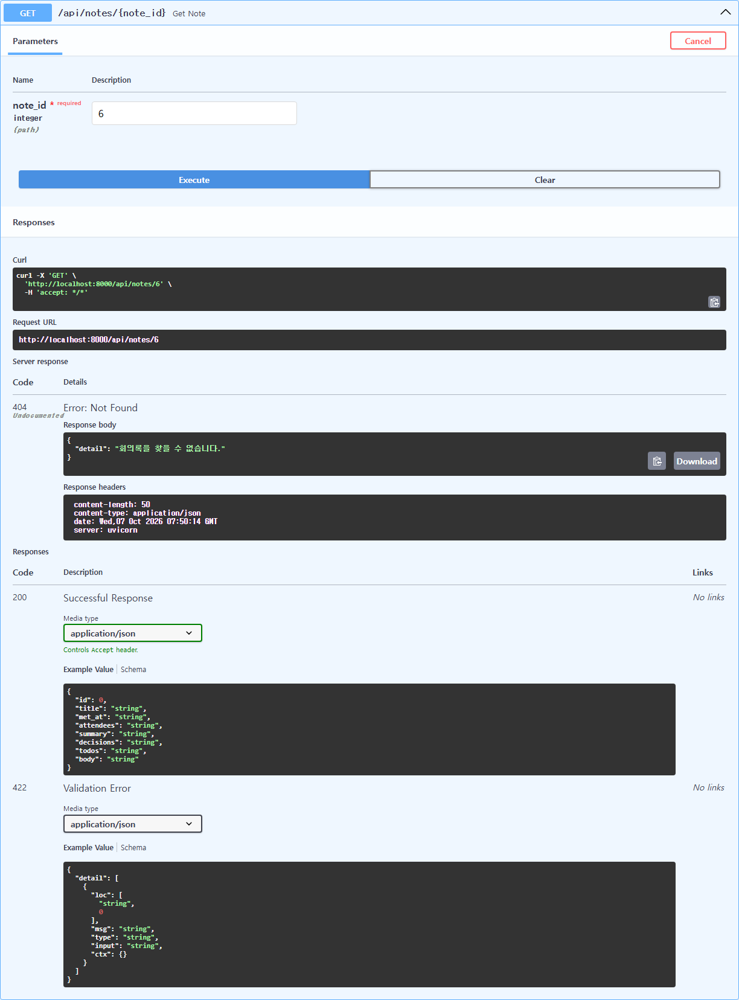 GET /api/notes/{note_id} Get Note
Parameters
Cancel
Name Description
note_id * required
integer
(path)
6
Execute Clear
Responses
Curl
curl -X 'GET' \
  'http://localhost:8000/api/notes/6' \
  -H 'accept: */*'
Request URL
http://localhost:8000/api/notes/6
Server response
Code Details
404 Error: Not Found
Undocumented
Response body
{
  "detail": "회의록을 찾을 수 없습니다."
}
Download
Response headers
content-length: 50
content-type: application/json
date: Wed,07 Oct 2026 07:50:14 GMT
server: uvicorn
Responses
Code Description Links
200 Successful Response No links
Media type
application/json
Controls Accept header.
Example Value Schema
{
  "id": 0,
  "title": "string",
  "met_at": "string",
  "attendees": "string",
  "summary": "string",
  "decisions": "string",
  "todos": "string",
  "body": "string"
}
422 Validation Error No links
Media type
application/json
Example Value Schema
{
  "detail": [
    {
      "loc": [
        "string",
        0
      ],
      "msg": "string",
      "type": "string",
      "input": "string",
      "ctx": {}
    }
  ]
}